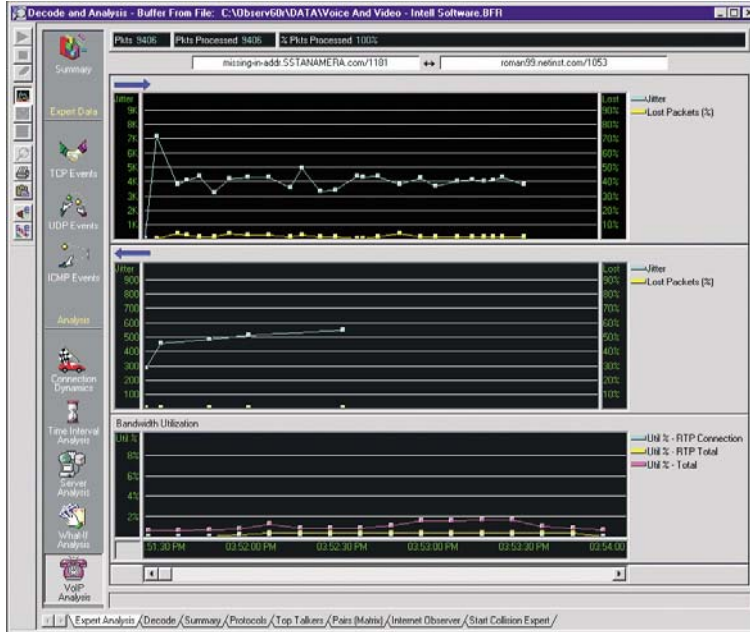 Decode and Analysis - Buffer From File: C:\Observ60r\DATA\Voice And Video - Intell Software.BFR
Pkts 9406 Pkts Processed 9406 % Pkts Processed 100%
missing-in-addr.SSTANAMERA.com/1181 ↔ roman99.netinst.com/1053
Summary
Expert Data
TCP Events
UDP Events
ICMP Events
Analysis
Connection Dynamics
Time Interval Analysis
Server Analysis
What-If Analysis
VoIP Analysis
Jitter
9K
8K
7K
6K
5K
4K
3K
2K
1K
Lost
90%
80%
70%
60%
50%
40%
30%
20%
10%
Jitter
Lost Packets (%)
Jitter
900
800
700
600
500
400
300
200
100
Lost
90%
80%
70%
60%
50%
40%
30%
20%
10%
Jitter
Lost Packets (%)
Bandwidth Utilization
Util %
8%
6%
4%
2%
Util % - RTP Connection
Util % - RTP Total
Util % - Total
:51:30 PM 03:52:00 PM 03:52:30 PM 03:53:00 PM 03:53:30 PM 03:54:00
Expert Analysis Decode Summary Protocols Top Talkers Pairs (Matrix) Internet Observer Start Collision Expert